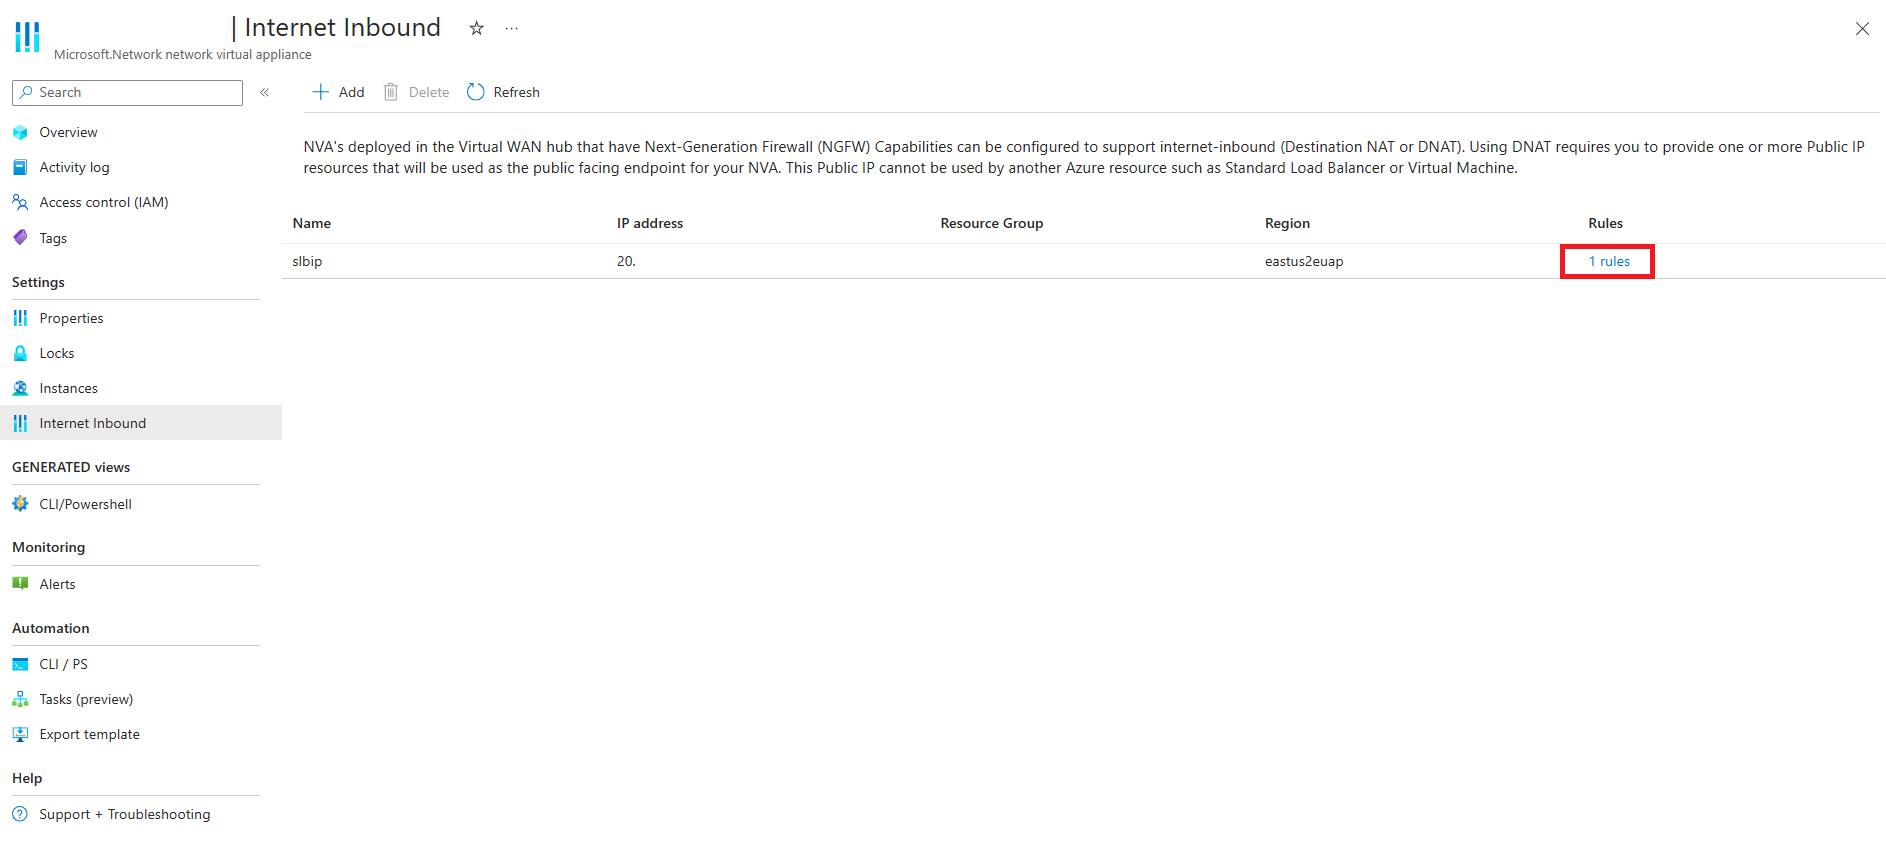 | Internet Inbound
Microsoft.Network network virtual appliance
Search
Add
Delete
Refresh
Overview
Activity log
Access control (IAM)
Tags
Settings
Properties
Locks
Instances
Internet Inbound
GENERATED views
CLI/Powershell
Monitoring
Alerts
Automation
CLI / PS
Tasks (preview)
Export template
Help
Support + Troubleshooting
NVA's deployed in the Virtual WAN hub that have Next-Generation Firewall (NGFW) Capabilities can be configured to support internet-inbound (Destination NAT or DNAT). Using DNAT requires you to provide one or more Public IP
resources that will be used as the public facing endpoint for your NVA. This Public IP cannot be used by another Azure resource such as Standard Load Balancer or Virtual Machine.
Name IP address Resource Group Region Rules
slbip 20. eastus2euap 1 rules